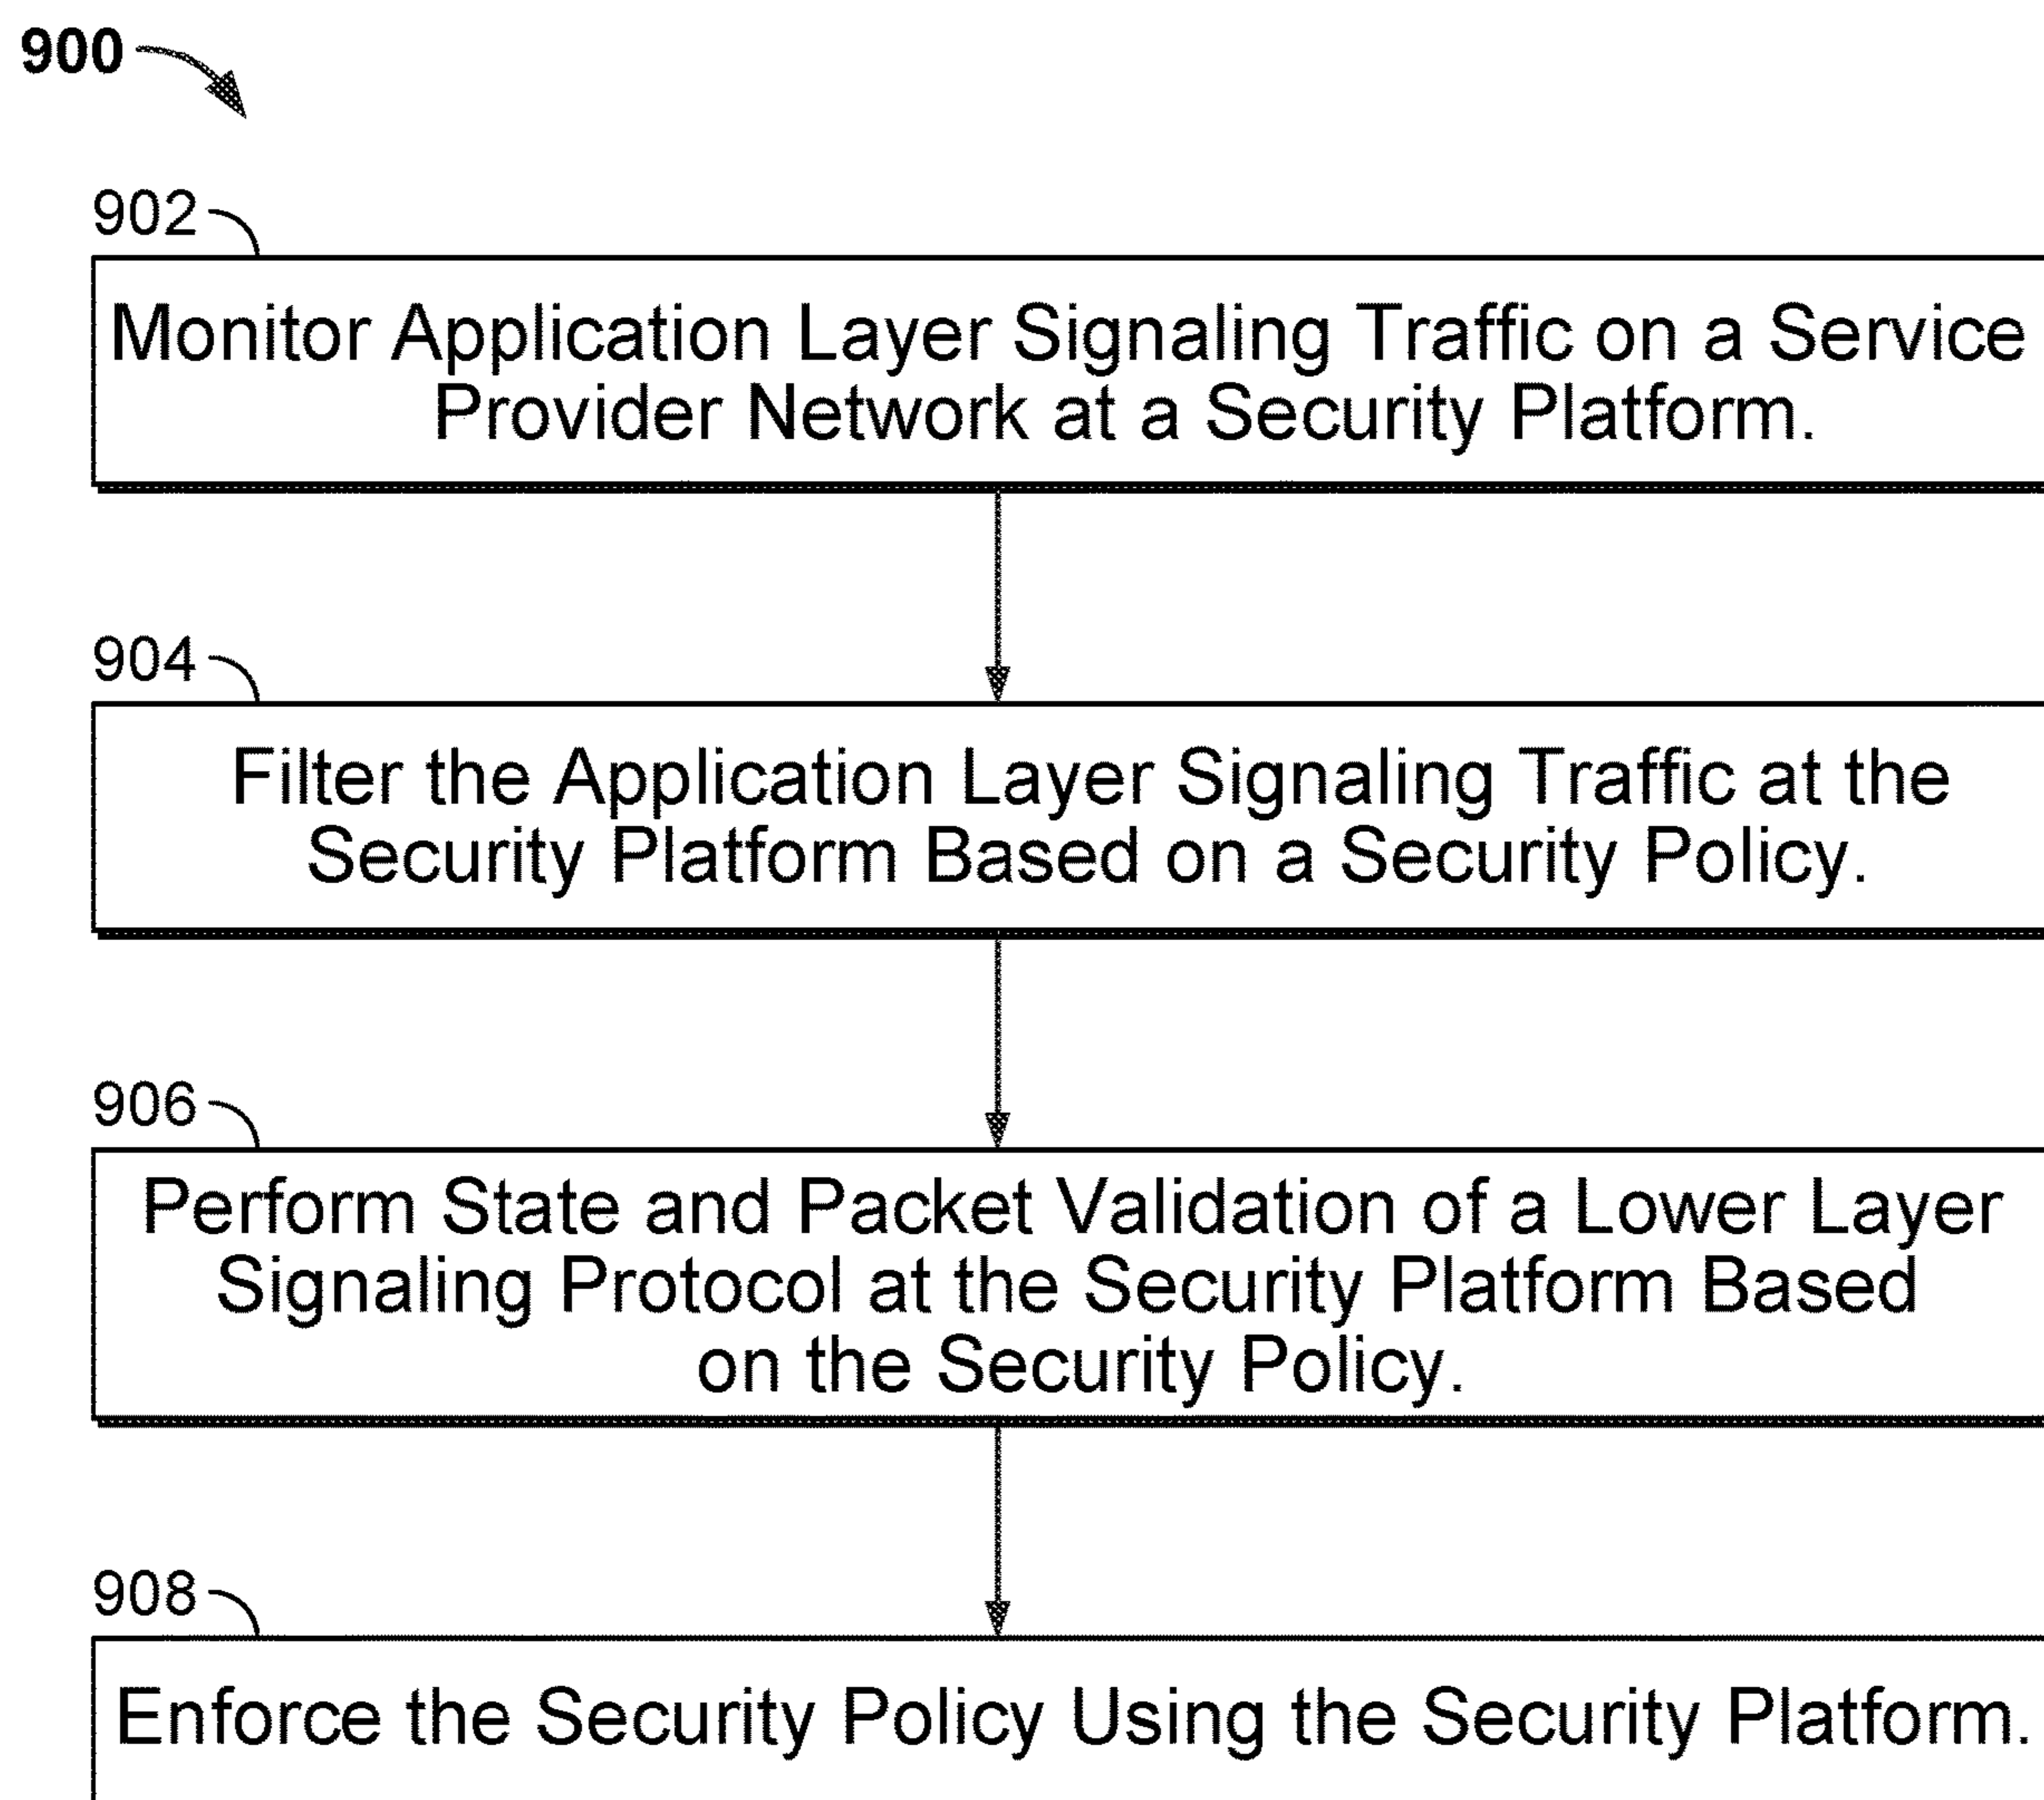 900
902
Monitor Application Layer Signaling Traffic on a Service
Provider Network at a Security Platform.
904
Filter the Application Layer Signaling Traffic at the
Security Platform Based on a Security Policy.
906
Perform State and Packet Validation of a Lower Layer
Signaling Protocol at the Security Platform Based
on the Security Policy.
908
Enforce the Security Policy Using the Security Platform.